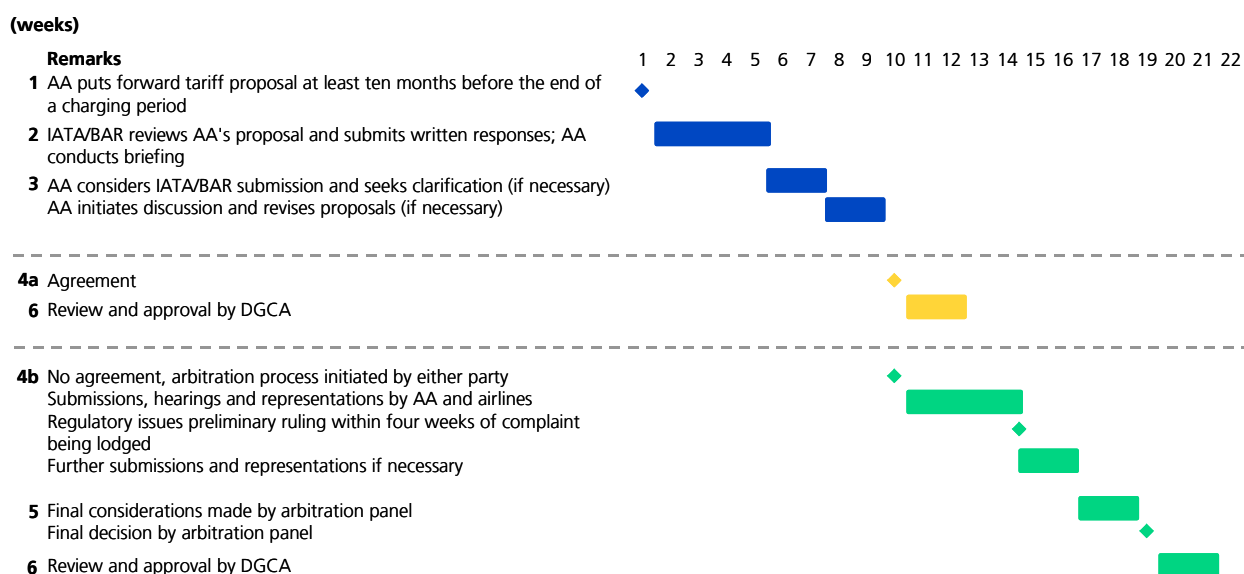 (weeks)
Remarks 1 2 3 4 5 6 7 8 9 10 11 12 13 14 15 16 17 18 19 20 21 22
1 AA puts forward tariff proposal at least ten months before the end of
a charging period
2 IATA/BAR reviews AA's proposal and submits written responses; AA
conducts briefing
3 AA considers IATA/BAR submission and seeks clarification (if necessary)
AA initiates discussion and revises proposals (if necessary)
4a Agreement
6 Review and approval by DGCA
4b No agreement, arbitration process initiated by either party
Submissions, hearings and representations by AA and airlines
Regulatory issues preliminary ruling within four weeks of complaint
being lodged
Further submissions and representations if necessary
5 Final considerations made by arbitration panel
Final decision by arbitration panel
6 Review and approval by DGCA